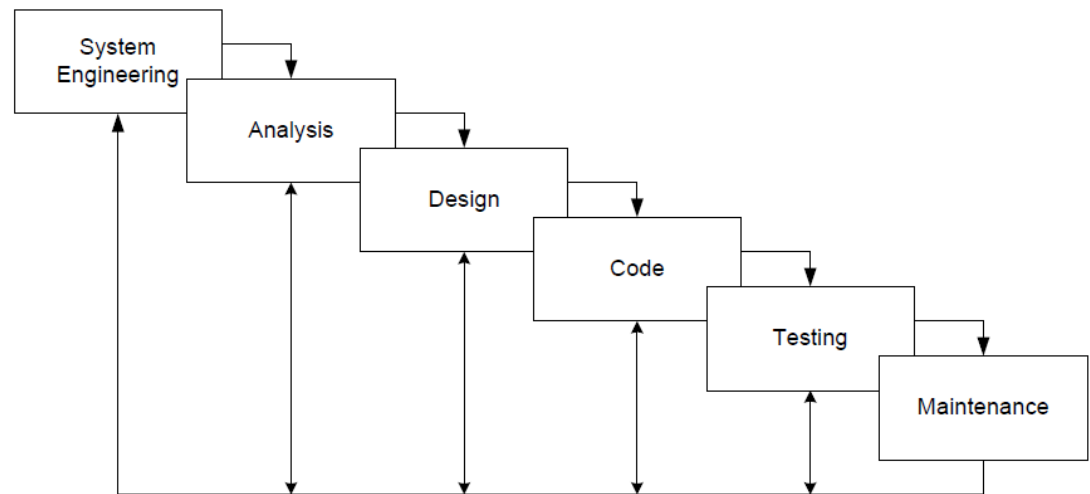 System
Engineering
Analysis
Design
Code
Testing
Maintenance